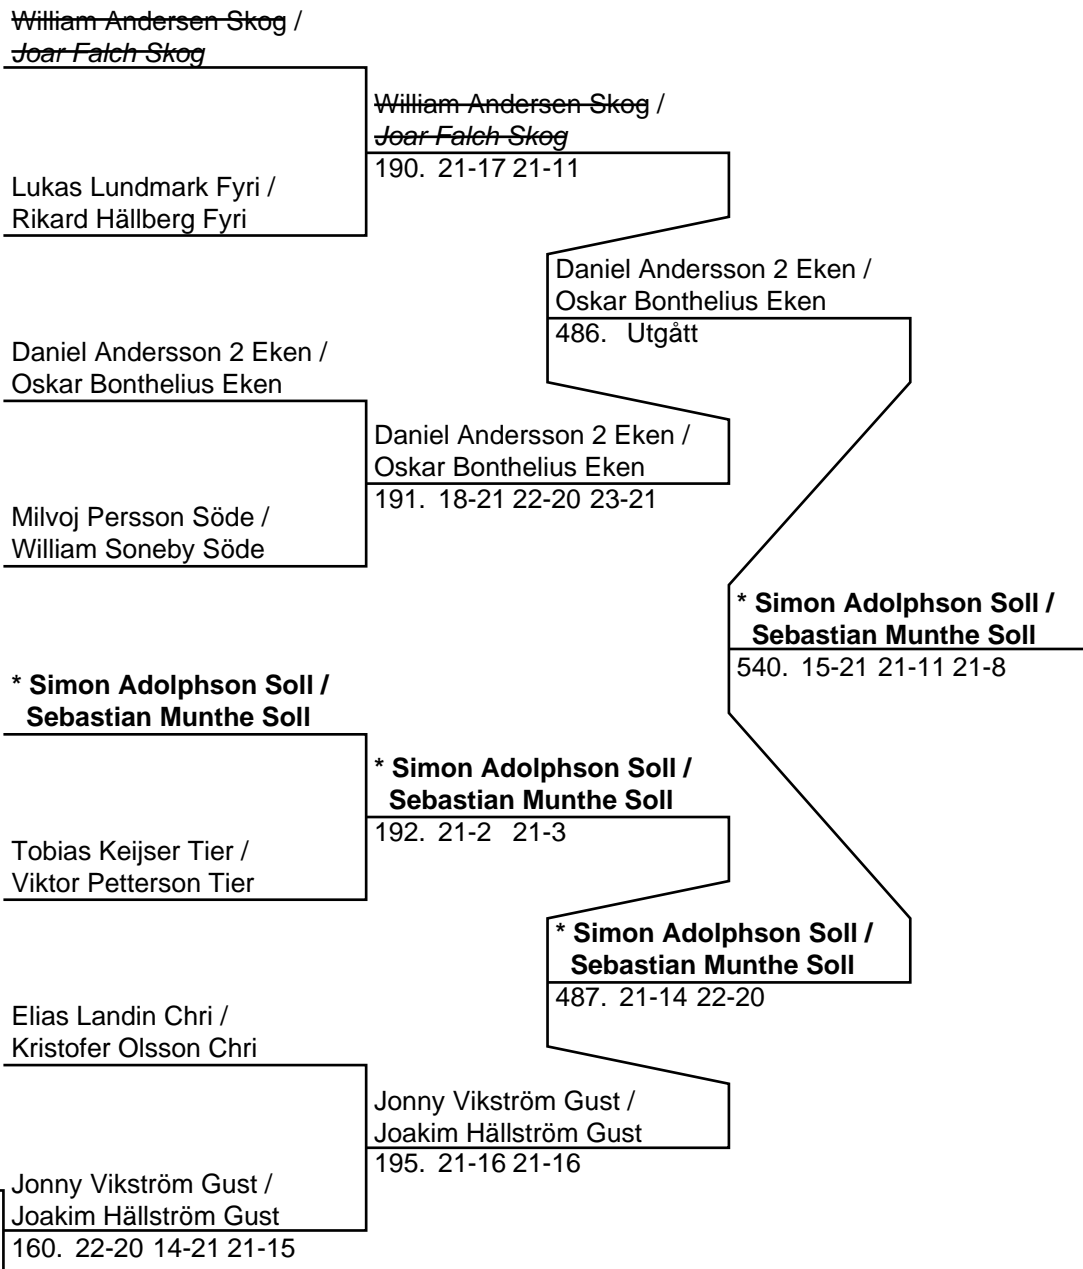 William Andersen Skog /
Joar Falch Skog
William Andersen Skog /
Joar Falch Skog
190. 21-17 21-11
Lukas Lundmark Fyri /
Rikard Hällberg Fyri
Daniel Andersson 2 Eken /
Oskar Bonthelius Eken
486. Utgått
Daniel Andersson 2 Eken /
Oskar Bonthelius Eken
Daniel Andersson 2 Eken /
Oskar Bonthelius Eken
191. 18-21 22-20 23-21
Milvoj Persson Söde /
William Soneby Söde
* Simon Adolphson Soll /
Sebastian Munthe Soll
540. 15-21 21-11 21-8
* Simon Adolphson Soll /
Sebastian Munthe Soll
* Simon Adolphson Soll /
Sebastian Munthe Soll
192. 21-2 21-3
Tobias Keijser Tier /
Viktor Petterson Tier
* Simon Adolphson Soll /
Sebastian Munthe Soll
487. 21-14 22-20
Elias Landin Chri /
Kristofer Olsson Chri
Jonny Vikström Gust /
Joakim Hällström Gust
195. 21-16 21-16
Jonny Vikström Gust /
Joakim Hällström Gust
160. 22-20 14-21 21-15